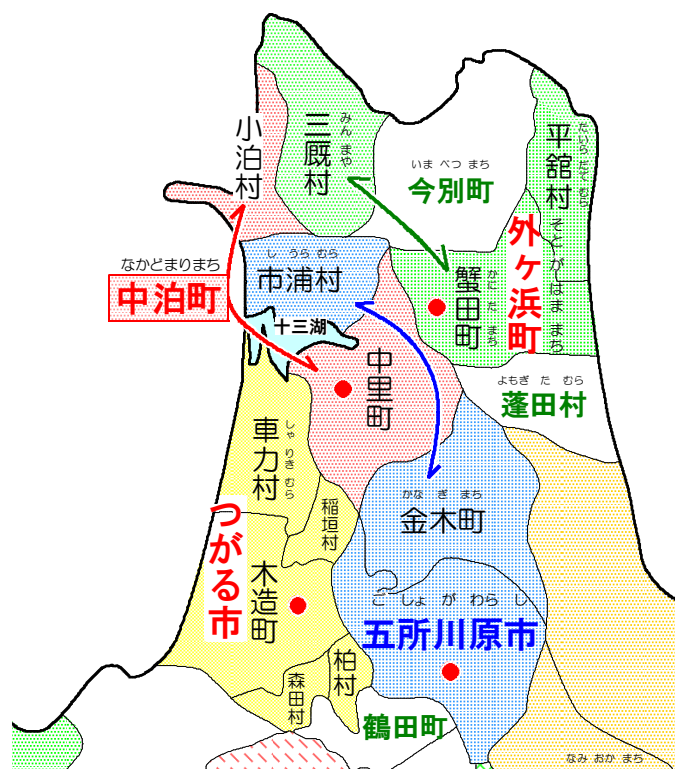 小泊村
みんまや
三厩村
いまべつまち
今別町
たいらだてむら
平舘村
そとがはままち
外ヶ浜町
かにたまち
蟹田町
しうらむら
市浦村
なかどまりまち
中泊町
十三湖
中里町
よもぎたむら
蓬田村
しゃりきむら
車力村
稲垣村
かなぎまち
金木町
つがる市
木造町
ごしょがわらし
五所川原市
柏村
森田村
鶴田町
なみおかまち